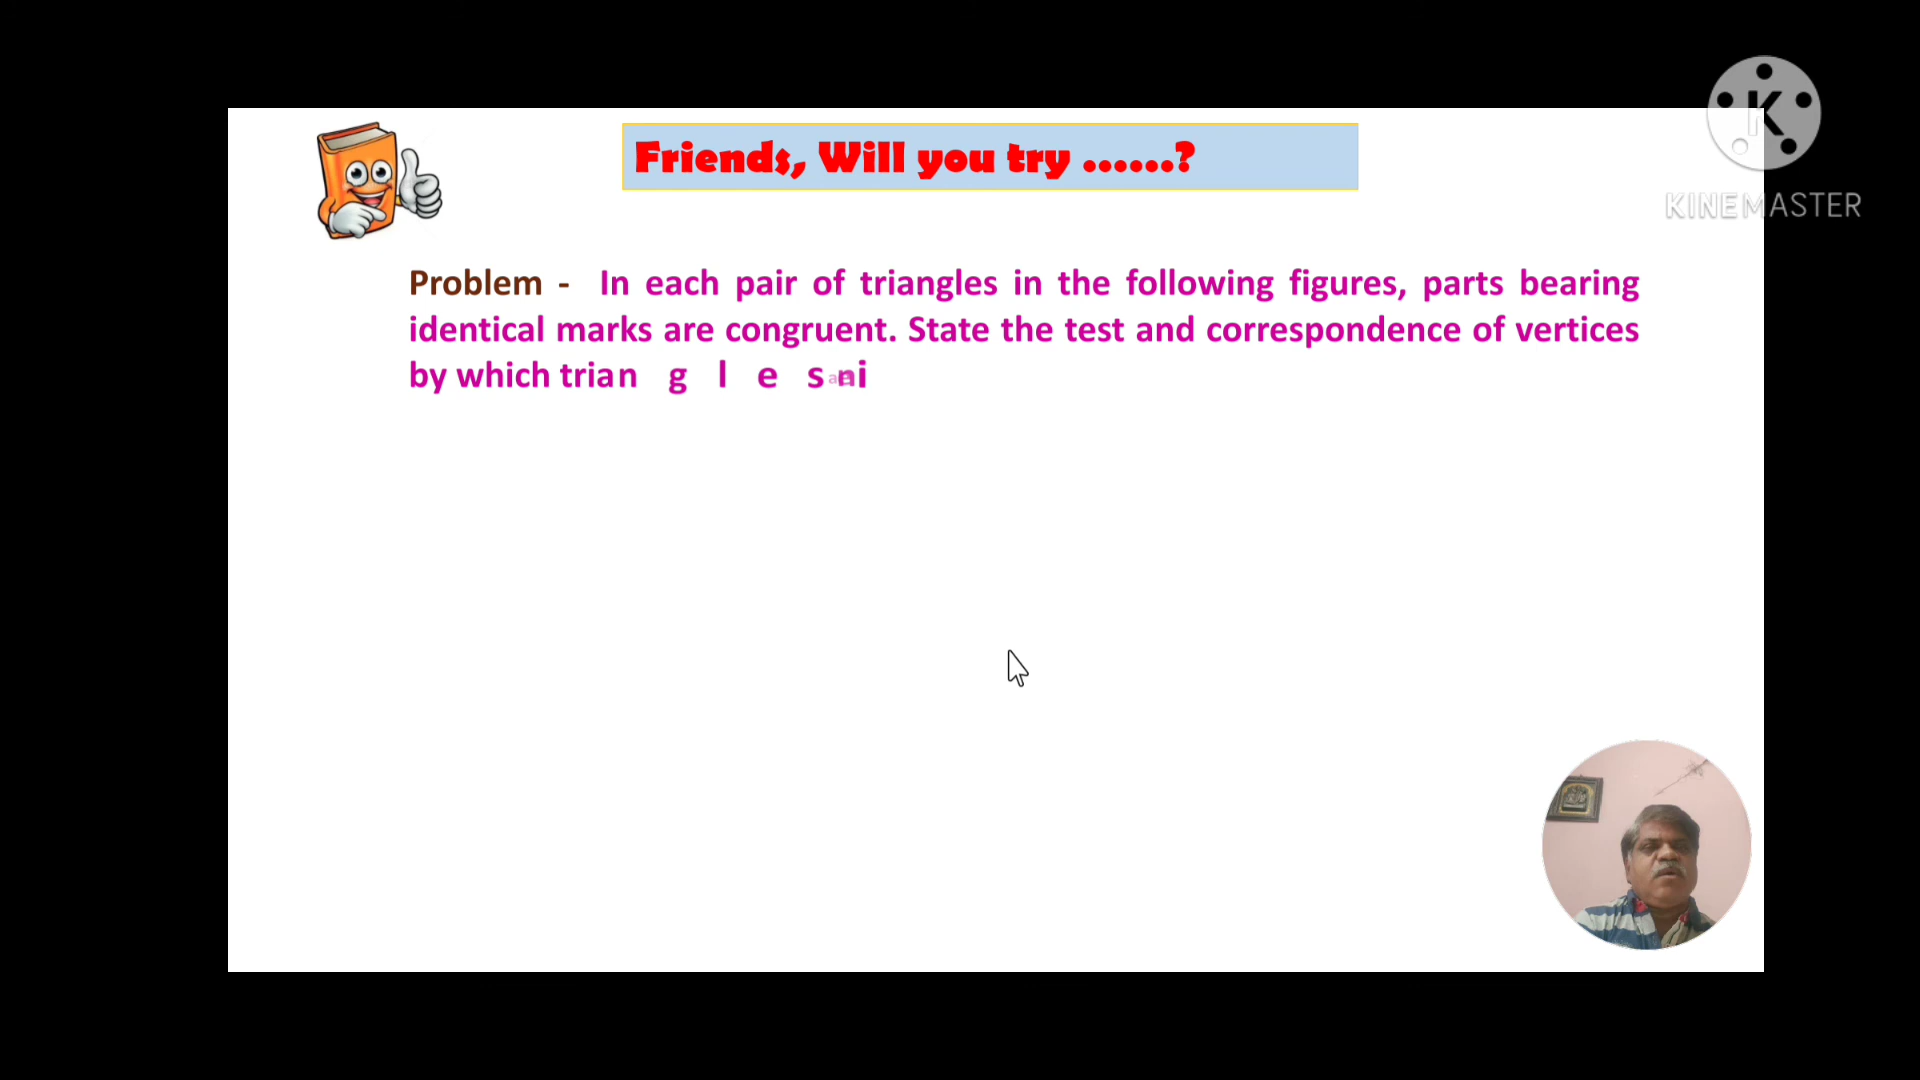 Friends, Will you try ......?
K
KINEMASTER
Problem - In each pair of triangles in the following figures, parts bearing
identical marks are congruent. State the test and correspondence of vertices
by which triangles